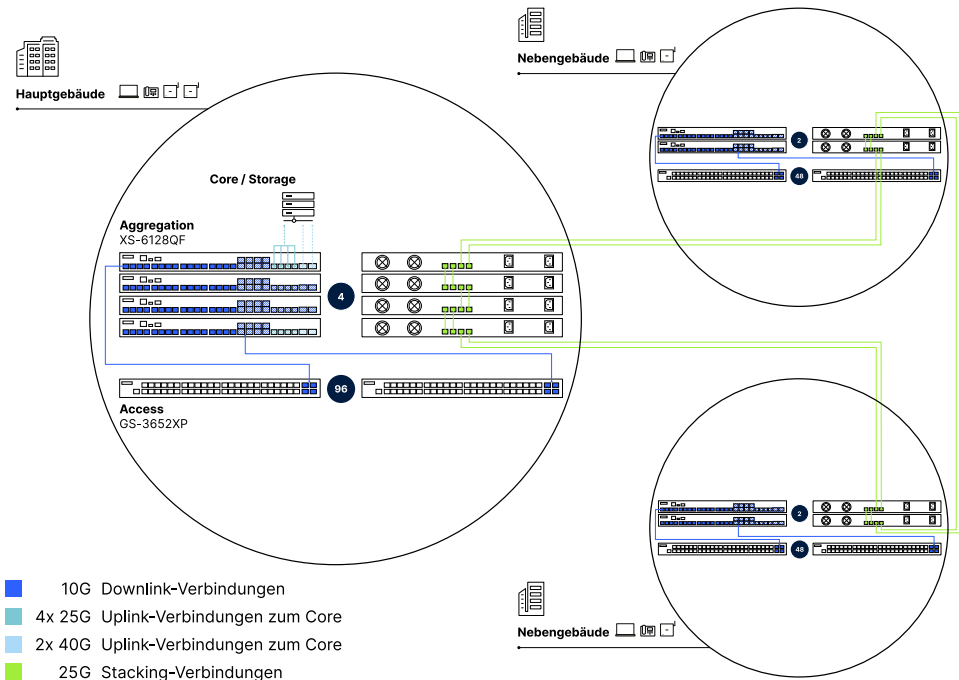 Hauptgebäude
Nebengebäude
Core / Storage
Aggregation
XS-6128QF
4
96
Access
GS-3652XP
2
48
2
48
Nebengebäude
10G Downlink-Verbindungen
4x 25G Uplink-Verbindungen zum Core
2x 40G Uplink-Verbindungen zum Core
25G Stacking-Verbindungen